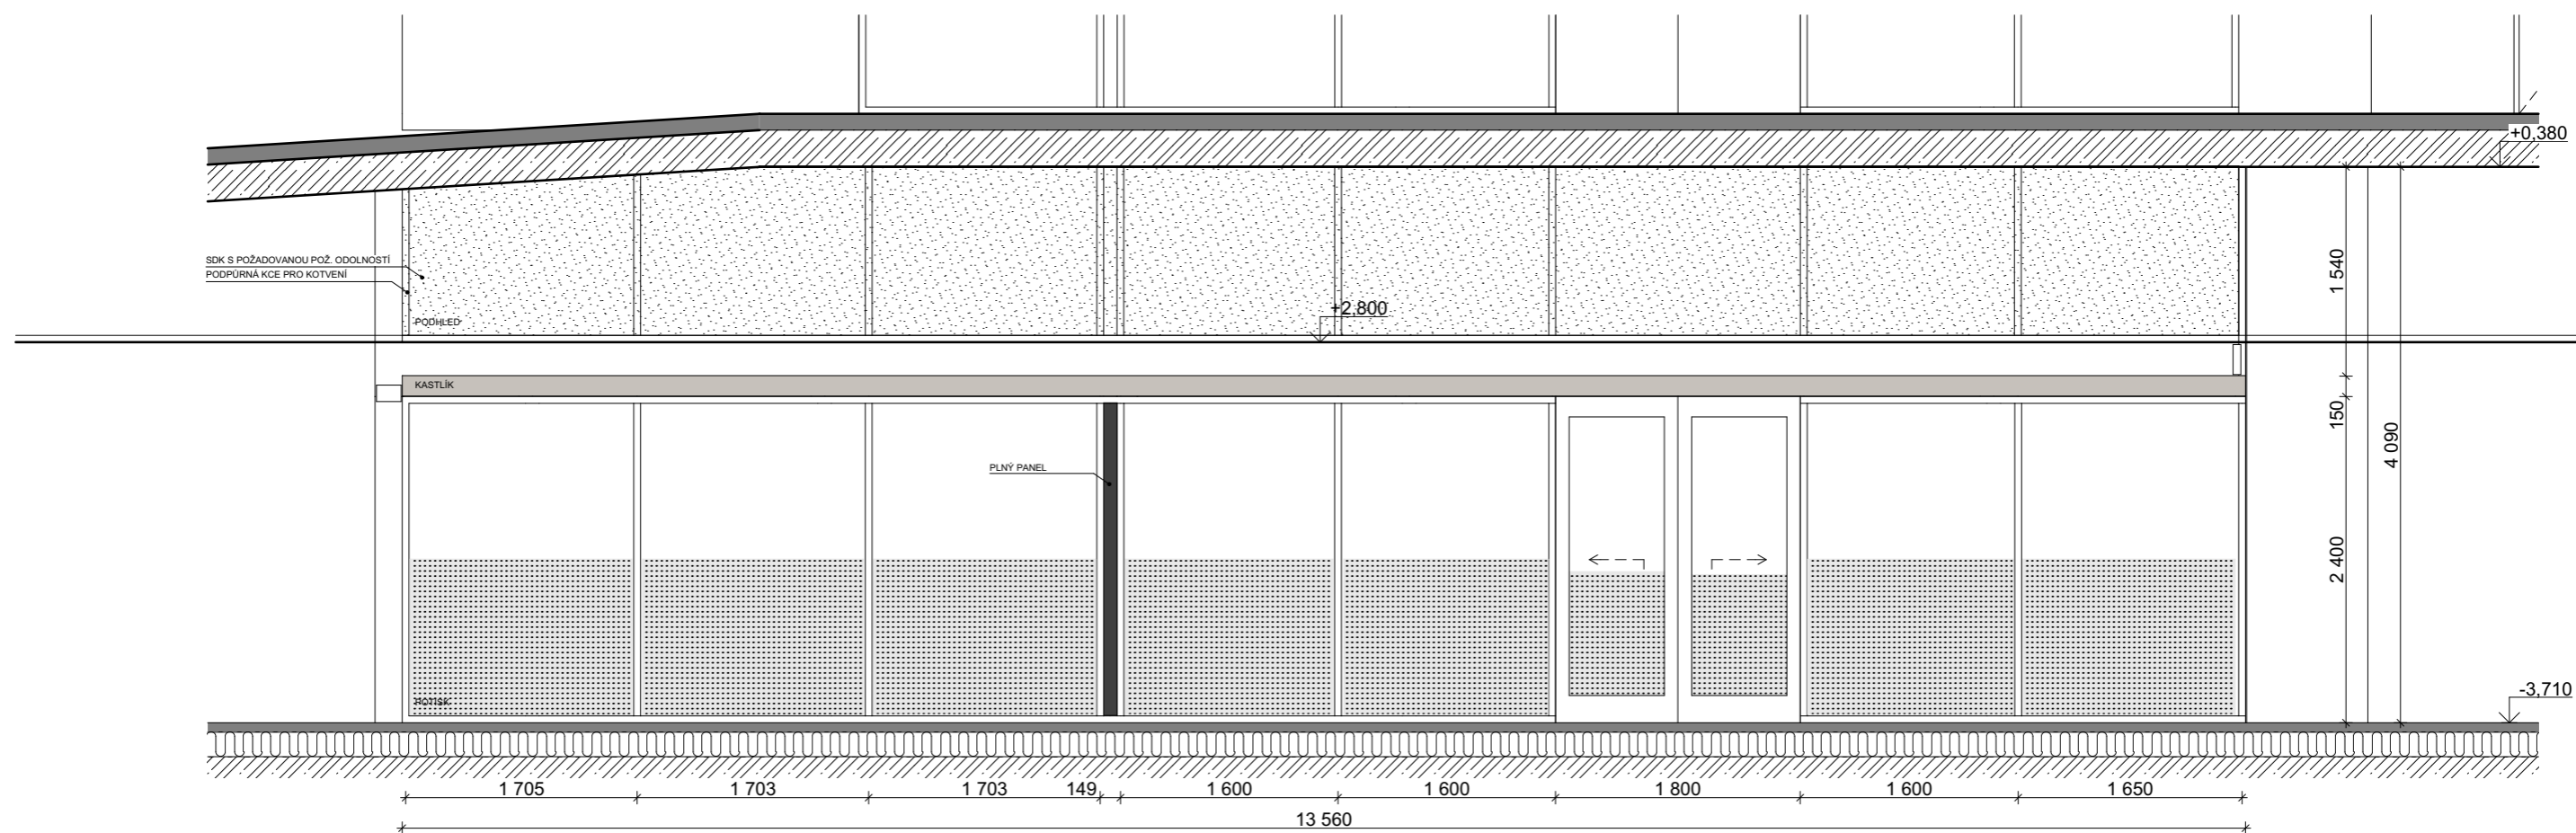 +0,380
SDK S POŽADOVANOU POŽ. ODOLNOSTÍ
PODPŮRNÁ KCE PRO KOTVENÍ
1 540
+2,800
PODHLED
KASTLÍK
150
4 090
PLNÝ PANEL
2 400
POTISK
-3,710
1 705
1 703
1 703
149
1 600
1 600
1 800
1 600
1 650
13 560